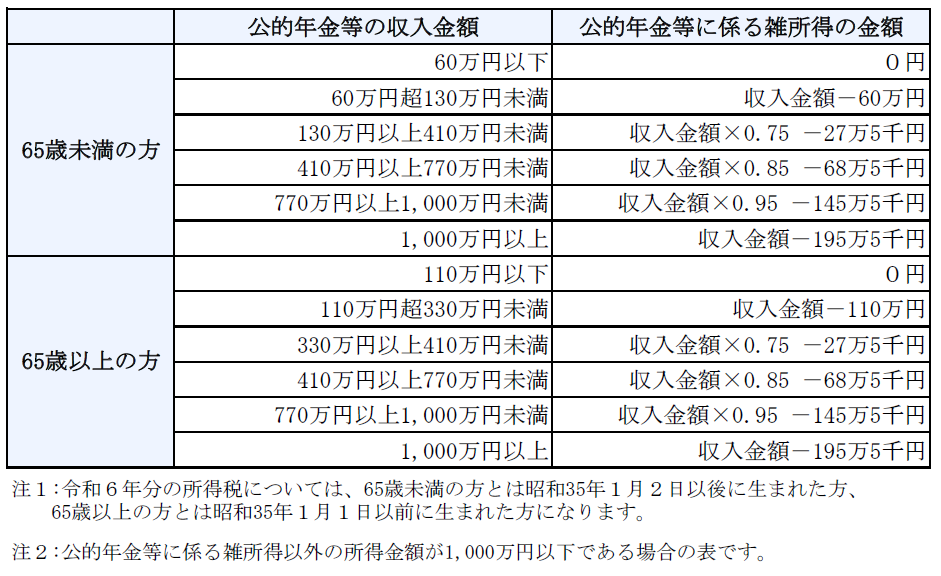 公的年金等の収入金額 公的年金等に係る雑所得の金額
65歳未満の方
60万円以下 0円
60万円超130万円未満 収入金額－60万円
130万円以上410万円未満 収入金額×0.75 －27万5千円
410万円以上770万円未満 収入金額×0.85 －68万5千円
770万円以上1,000万円未満 収入金額×0.95 －145万5千円
1,000万円以上 収入金額－195万5千円
65歳以上の方
110万円以下 0円
110万円超330万円未満 収入金額－110万円
330万円以上410万円未満 収入金額×0.75 －27万5千円
410万円以上770万円未満 収入金額×0.85 －68万5千円
770万円以上1,000万円未満 収入金額×0.95 －145万5千円
1,000万円以上 収入金額－195万5千円
注１：令和６年分の所得税については、65歳未満の方とは昭和35年１月２日以後に生まれた方、
65歳以上の方とは昭和35年１月１日以前に生まれた方になります。
注２：公的年金等に係る雑所得以外の所得金額が1,000万円以下である場合の表です。